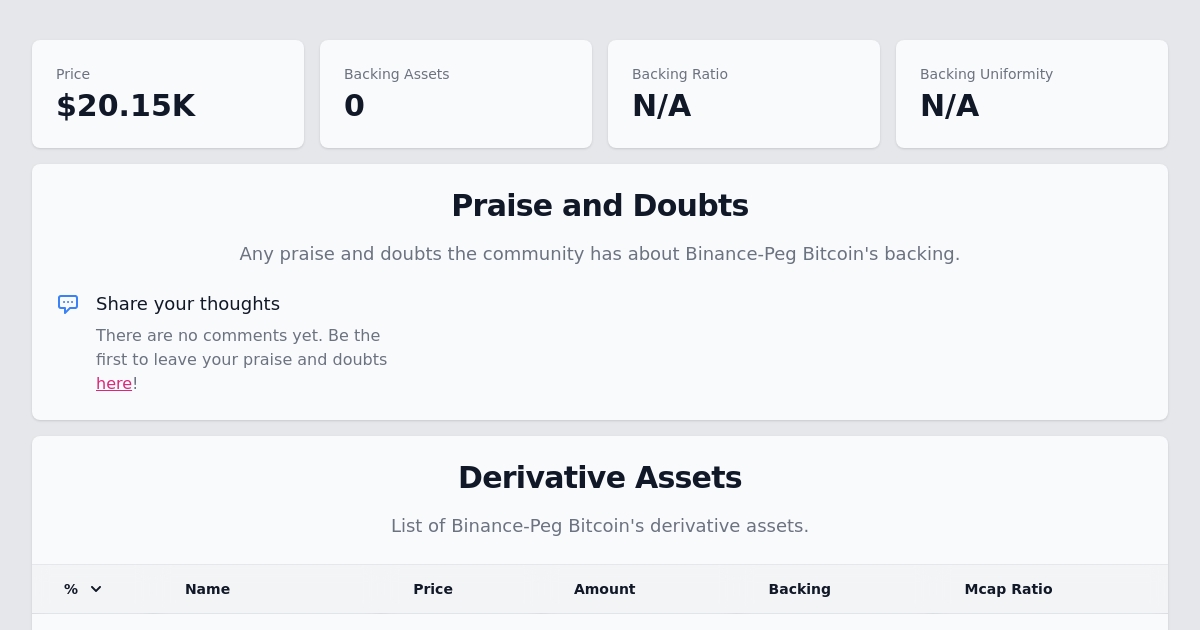 Price
$20.15K
Backing Assets
0
Backing Ratio
N/A
Backing Uniformity
N/A
Praise and Doubts
Any praise and doubts the community has about Binance-Peg Bitcoin's backing.
Share your thoughts
There are no comments yet. Be the
first to leave your praise and doubts
here!
Derivative Assets
List of Binance-Peg Bitcoin's derivative assets.
% Name Price Amount Backing Mcap Ratio